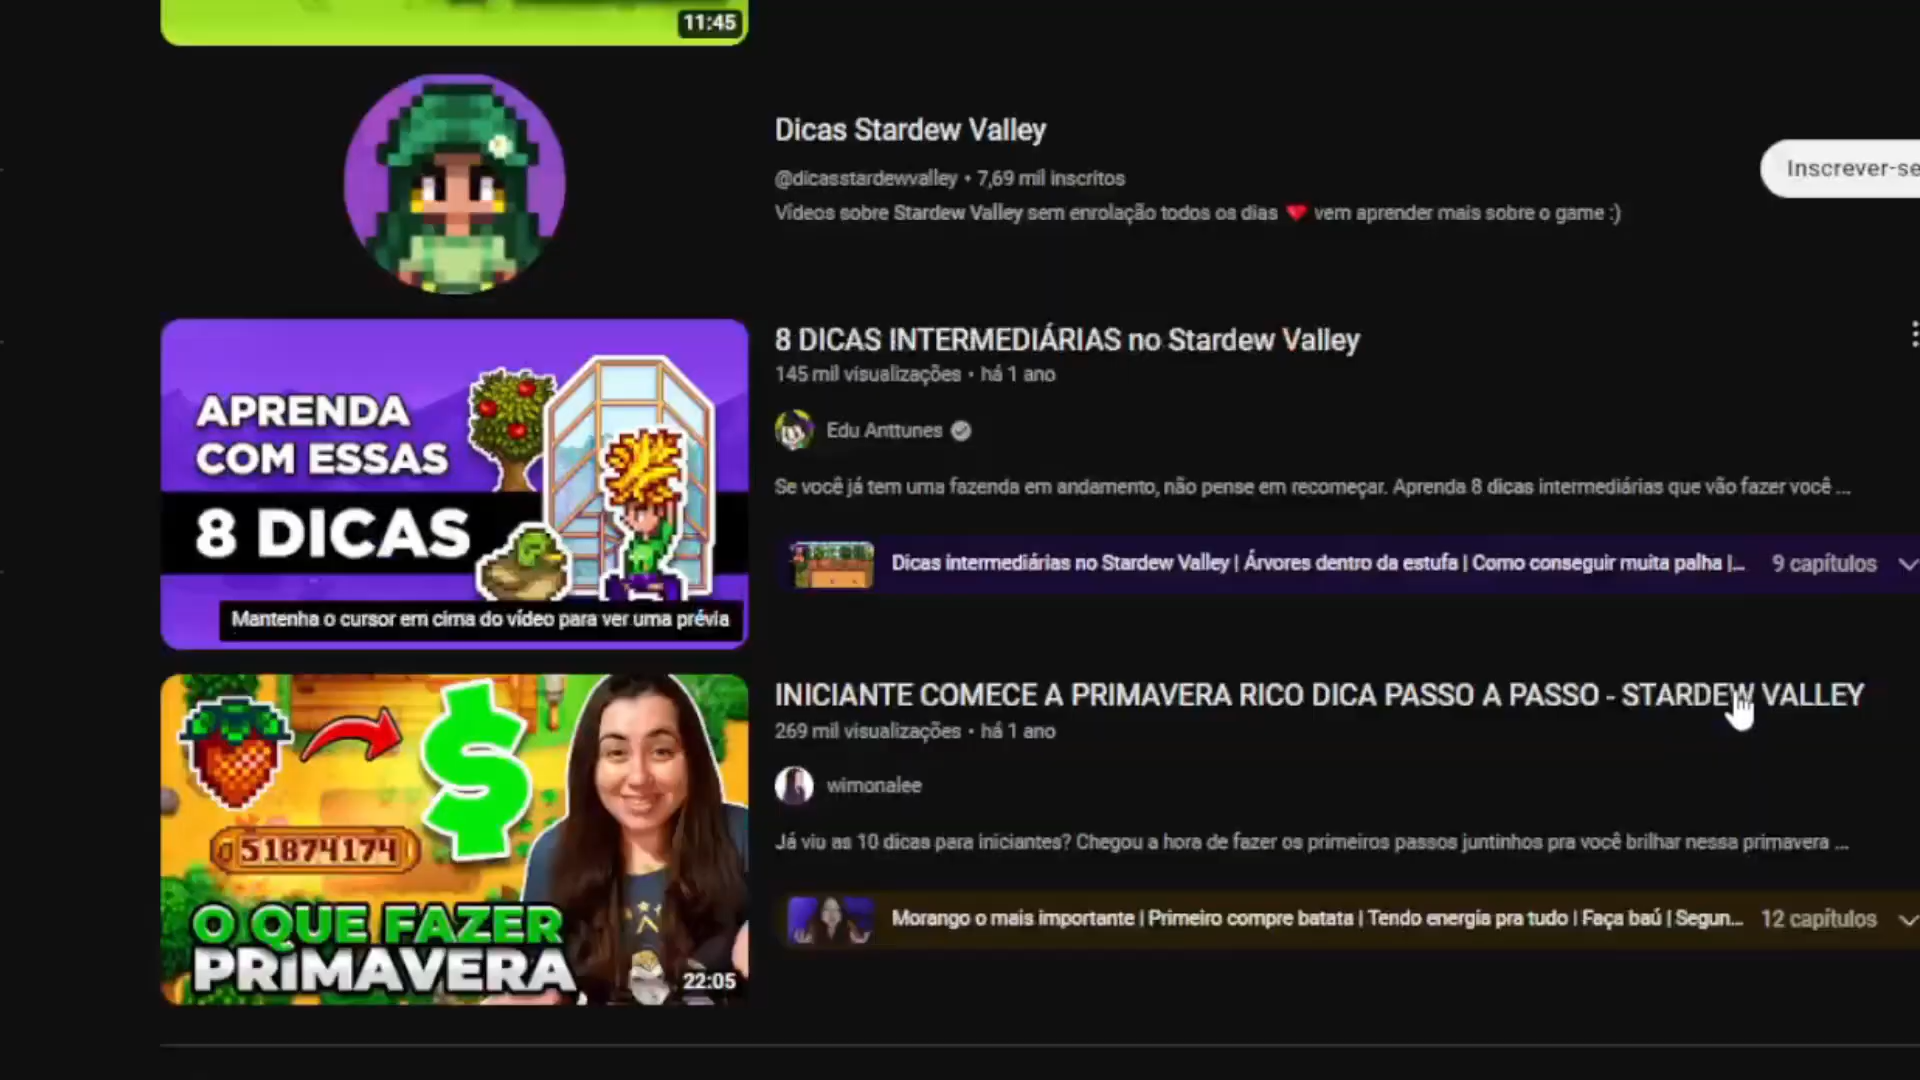 11:45
Dicas Stardew Valley
@dicasstardewvalley • 7,69 mil inscritos
Vídeos sobre Stardew Valley sem enrolação todos os dias ❤ vem aprender mais sobre o game :)
Inscrever-se
APRENDA
COM ESSAS
8 DICAS
Mantenha o cursor em cima do vídeo para ver uma prévia
8 DICAS INTERMEDIÁRIAS no Stardew Valley
145 mil visualizações • há 1 ano
Edu Anttunes
Se você já tem uma fazenda em andamento, não pense em recomeçar. Aprenda 8 dicas intermediárias que vão fazer você ...
Dicas intermediárias no Stardew Valley | Árvores dentro da estufa | Como conseguir muita palha |...
9 capítulos
51874174
O QUE FAZER
PRIMAVERA
22:05
INICIANTE COMECE A PRIMAVERA RICO DICA PASSO A PASSO - STARDEW VALLEY
269 mil visualizações • há 1 ano
wimonalee
Já viu as 10 dicas para iniciantes? Chegou a hora de fazer os primeiros passos juntinhos pra você brilhar nessa primavera ...
Morango o mais importante | Primeiro compre batata | Tendo energia pra tudo | Faça baú | Segun...
12 capítulos